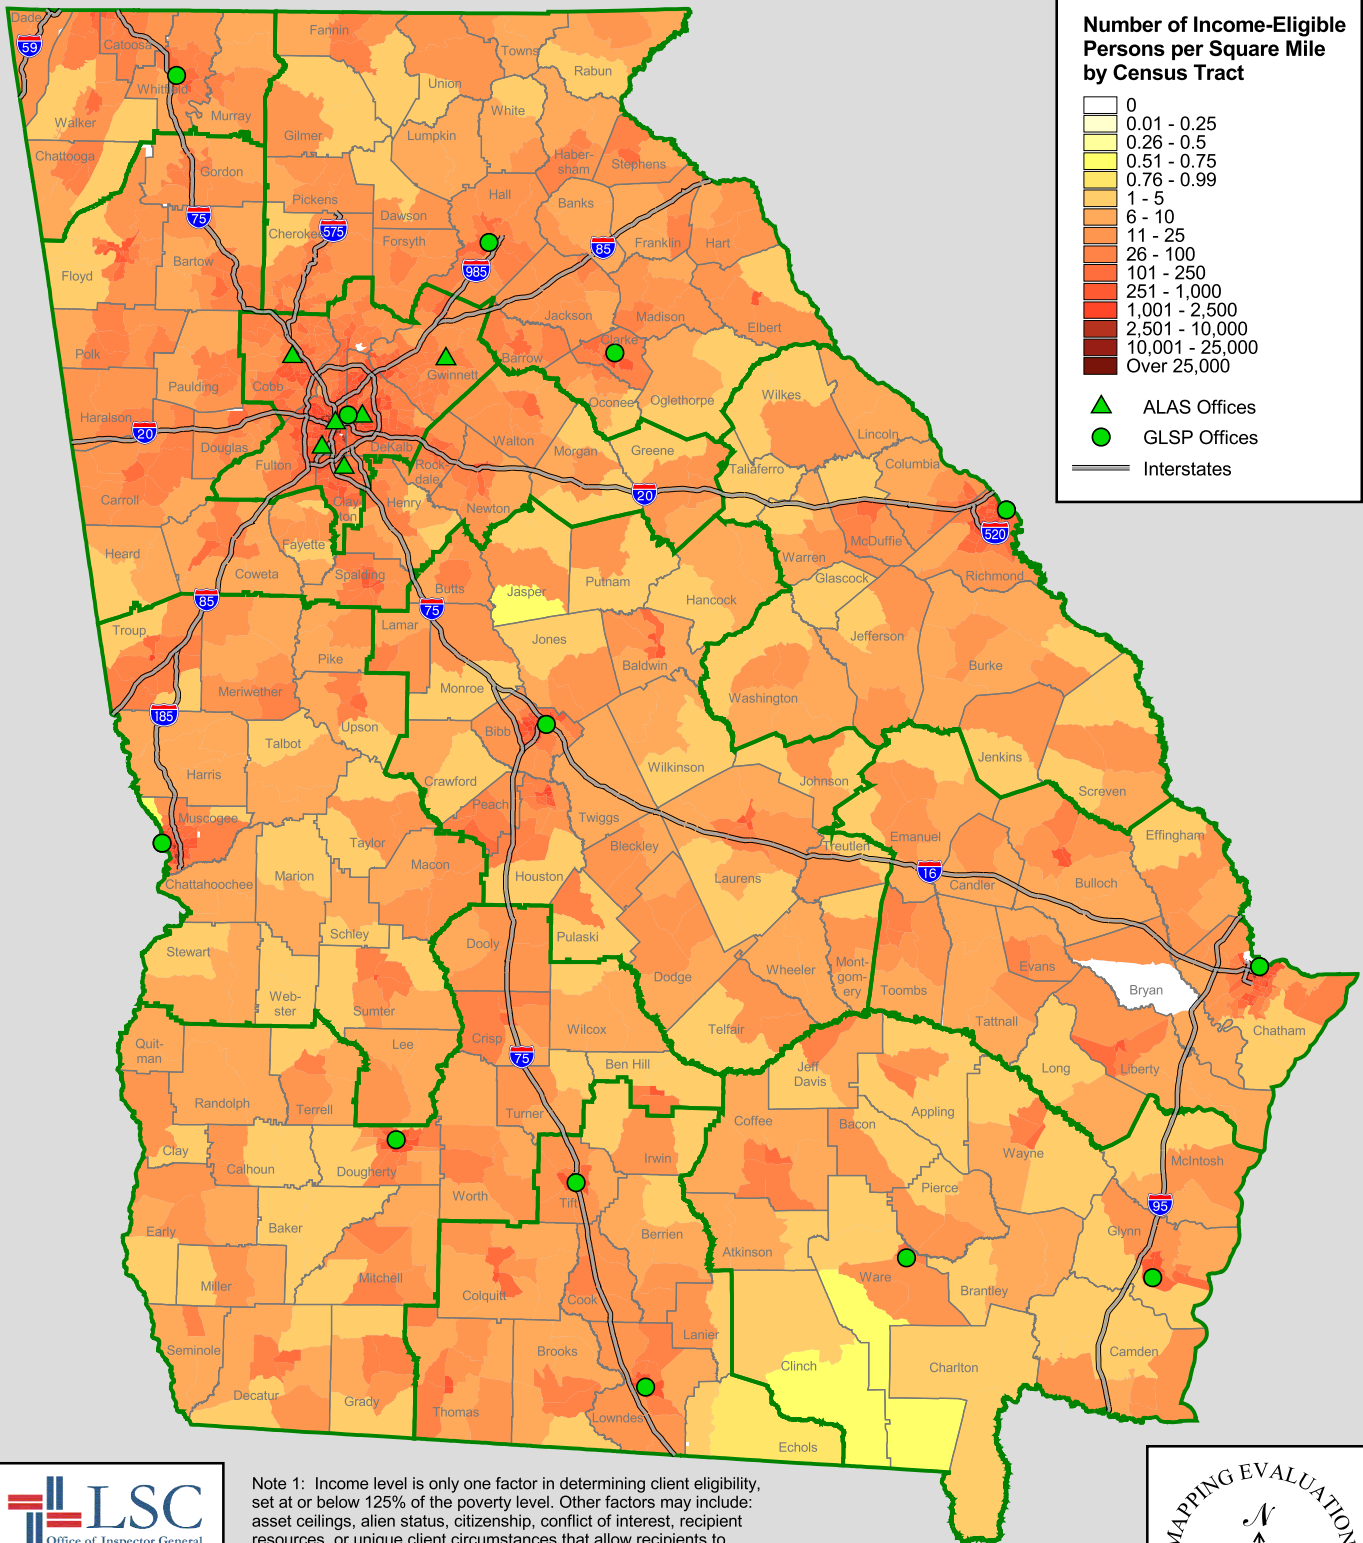 Number of Income-Eligible
Persons per Square Mile
by Census Tract
0
0.01 - 0.25
0.26 - 0.5
0.51 - 0.75
0.76 - 0.99
1 - 5
6 - 10
11 - 25
26 - 100
101 - 250
251 - 1,000
1,001 - 2,500
2,501 - 10,000
10,001 - 25,000
Over 25,000
ALAS Offices
GLSP Offices
Interstates
Dade
59
Catoosa
Whitfield
Fannin
Towns
Union
Rabun
Walker
Murray
Gilmer
Lumpkin
White
Chattooga
Gordon
Haber-
sham
Stephens
75
Pickens
Hall
Dawson
Banks
Cherokee
575
Forsyth
985
85
Franklin
Hart
Floyd
Bartow
Jackson
Madison
Elbert
Polk
Clarke
Barrow
Paulding
Cobb
Gwinnett
Oconee
Oglethorpe
Wilkes
Haralson
20
Douglas
Fulton
DeKalb
Rock-
dale
Walton
Morgan
Greene
Lincoln
Taliaferro
Columbia
Carroll
Clay
ton
Henry
Newton
20
520
Heard
Fayette
Coweta
Spalding
McDuffie
Warren
Richmond
Glascock
85
Butts
75
Jasper
Putnam
Hancock
Troup
Lamar
Jones
Jefferson
Pike
Baldwin
Burke
Meriwether
Monroe
Washington
185
Upson
Bibb
Talbot
Harris
Crawford
Wilkinson
Johnson
Jenkins
Screven
Muscogee
Peach
Twiggs
Taylor
Bleckley
Treutlen
Emanuel
Effingham
Macon
Houston
Laurens
16
Candler
Bulloch
Chattahoochee
Marion
Schley
Dooly
Pulaski
Stewart
Web-
ster
Sumter
Dodge
Wheeler
Mont-
gom-
ery
Toombs
Evans
Bryan
Tattnall
Quit-
man
Lee
Crisp
75
Wilcox
Telfair
Chatham
Ben Hill
Jeff
Davis
Long
Liberty
Randolph
Terrell
Turner
Coffee
Bacon
Appling
Clay
Calhoun
Dougherty
Irwin
Wayne
McIntosh
Worth
Tift
Pierce
95
Early
Baker
Berrien
Glynn
Atkinson
Miller
Mitchell
Colquitt
Cook
Ware
Brantley
Seminole
Brooks
Lanier
Clinch
Charlton
Camden
Decatur
Grady
Thomas
Lowndes
Echols
LSC
Office of Inspector General
Note 1: Income level is only one factor in determining client eligibility,
set at or below 125% of the poverty level. Other factors may include:
asset ceilings, alien status, citizenship, conflict of interest, recipient
resources, or unique client circumstances that allow recipients to
MAPPING EVALUATION
N